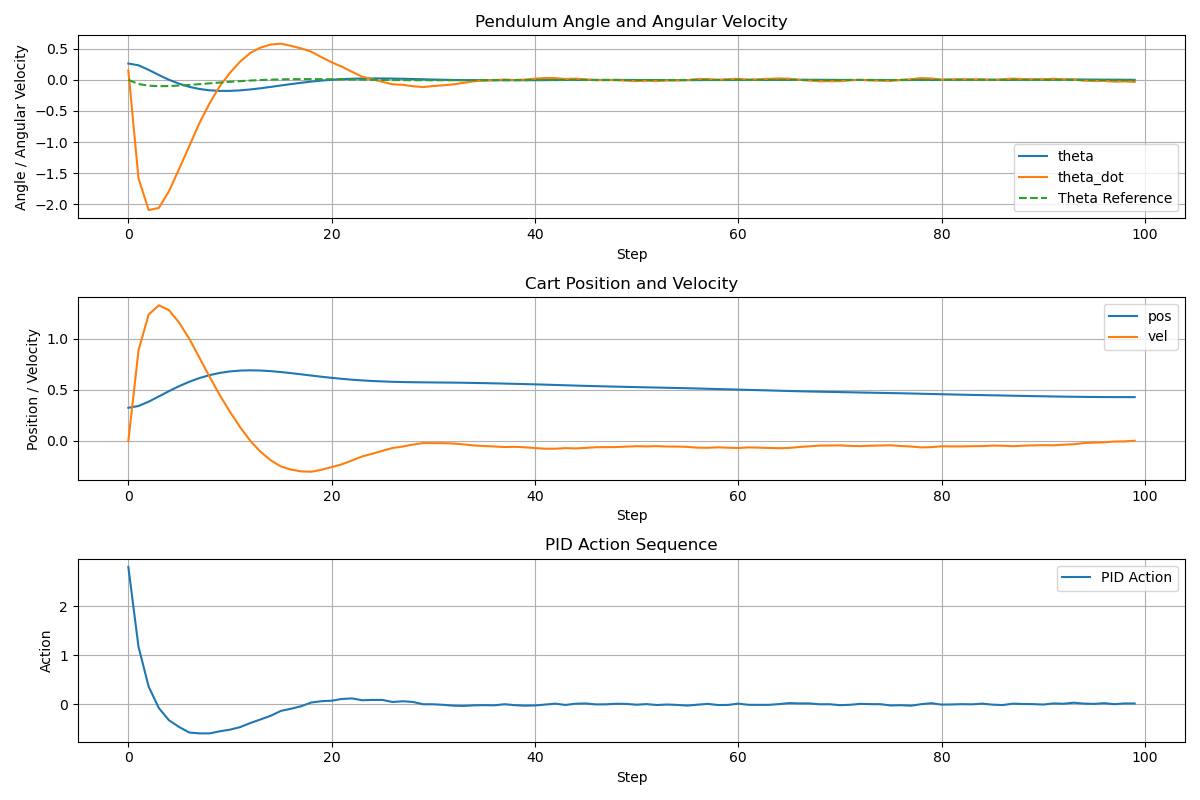 Pendulum Angle and Angular Velocity
Angle / Angular Velocity
0.5
0.0
−0.5
−1.0
−1.5
−2.0
theta
theta_dot
Theta Reference
0 20 40 60 80 100
Step
Cart Position and Velocity
Position / Velocity
1.0
0.5
0.0
pos
vel
0 20 40 60 80 100
Step
PID Action Sequence
Action
2
1
0
PID Action
0 20 40 60 80 100
Step